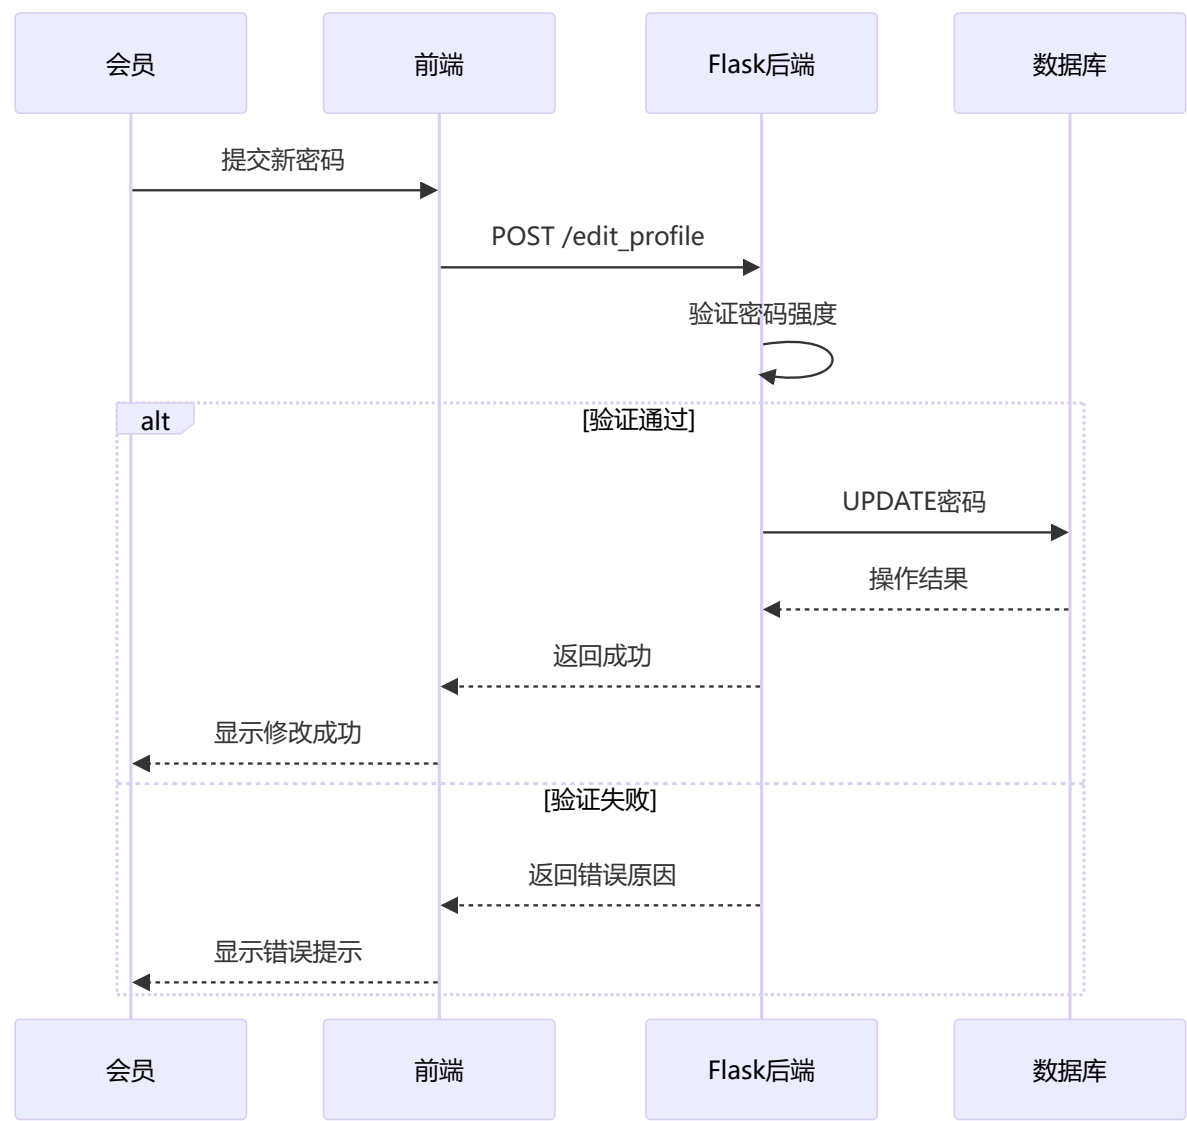 会员
前端
Flask后端
数据库
提交新密码
POST /edit_profile
验证密码强度
alt
[验证通过]
UPDATE密码
操作结果
返回成功
显示修改成功
[验证失败]
返回错误原因
显示错误提示
会员
前端
Flask后端
数据库